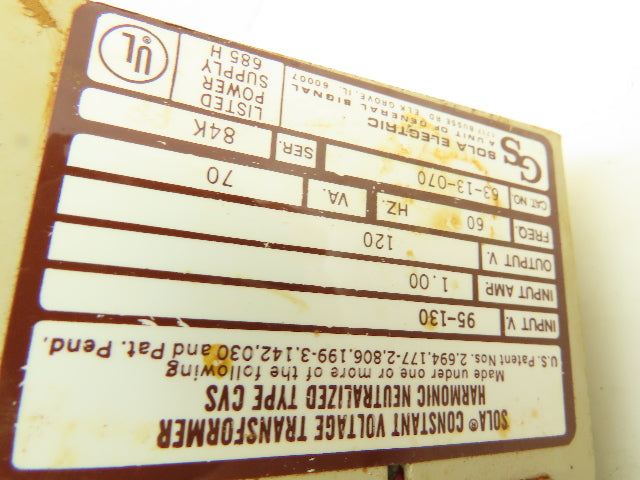 SOLA® CONSTANT VOLTAGE TRANSFORMER
HARMONIC NEUTRALIZED TYPE CVS
Made under one or more of the following
U.S. Patent Nos. 2,694,177-2,806,199-3,142,030 and Pat. Pend.
INPUT V. 95-130
INPUT AMP. 1.00
OUTPUT V. 120
FREQ. 60 HZ. VA. 70
CAT NO. 63-13-070 SER. 84K
GS SOLA ELECTRIC
A UNIT OF GENERAL SIGNAL
1717 BUSSE RD. ELK GROVE, IL. 60007
LISTED
POWER
SUPPLY
685 H
UL